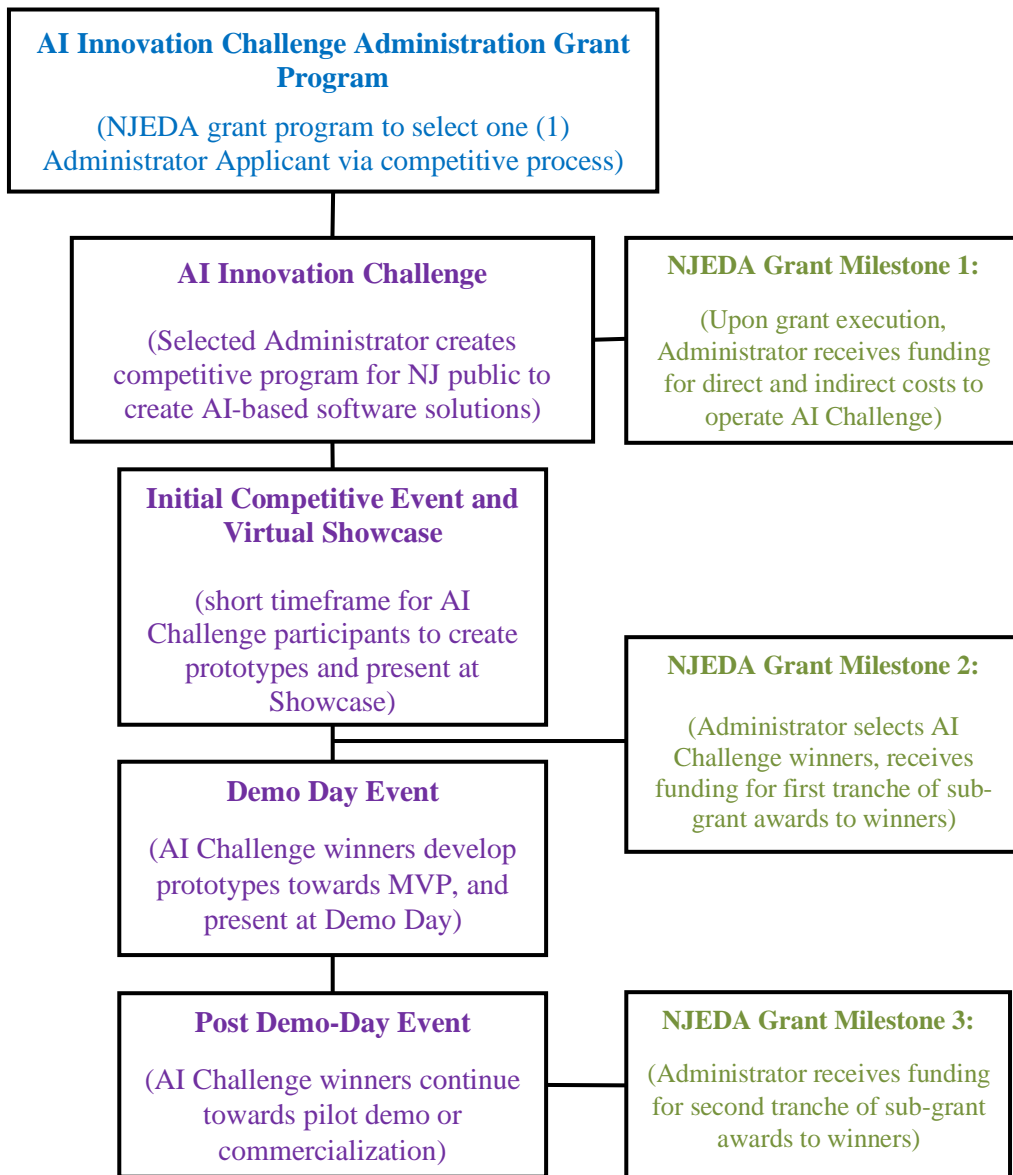 AI Innovation Challenge Administration Grant
Program
(NJEDA grant program to select one (1)
Administrator Applicant via competitive process)
AI Innovation Challenge
(Selected Administrator creates
competitive program for NJ public to
create AI-based software solutions)
NJEDA Grant Milestone 1:
(Upon grant execution,
Administrator receives funding
for direct and indirect costs to
operate AI Challenge)
Initial Competitive Event and
Virtual Showcase
(short timeframe for AI
Challenge participants to create
prototypes and present at
Showcase)
NJEDA Grant Milestone 2:
(Administrator selects AI
Challenge winners, receives
funding for first tranche of sub-
grant awards to winners)
Demo Day Event
(AI Challenge winners develop
prototypes towards MVP, and
present at Demo Day)
Post Demo-Day Event
(AI Challenge winners continue
towards pilot demo or
commercialization)
NJEDA Grant Milestone 3:
(Administrator receives funding
for second tranche of sub-grant
awards to winners)